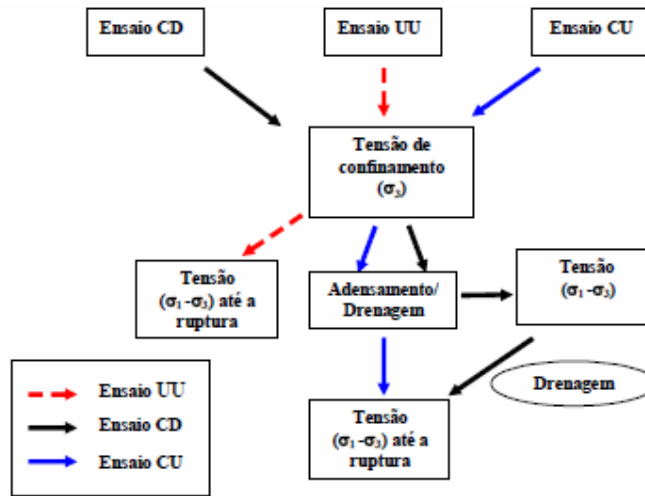 Ensaio CD
Ensaio UU
Ensaio CU
Tensão de
confinamento
(σ₃)
Tensão
(σ₁ -σ₃) até a
ruptura
Adensamento/
Drenagem
Tensão
(σ₁ -σ₃)
Drenagem
Tensão
(σ₁ -σ₃) até a
ruptura
Ensaio UU
Ensaio CD
Ensaio CU